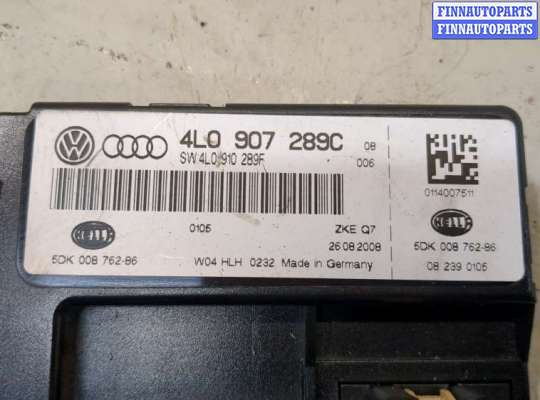 FINNAUTOPARTS
FINNAUTOPARTS
4L0 907 289C 08
SW 4L0 910 289F 006
0114007511
0105 ZKE Q7
26.08.2008
HELLA HELLA
5DK 008 762-86 5DK 008 762-86
W04 HLH 0232 Made in Germany 08 239 0105